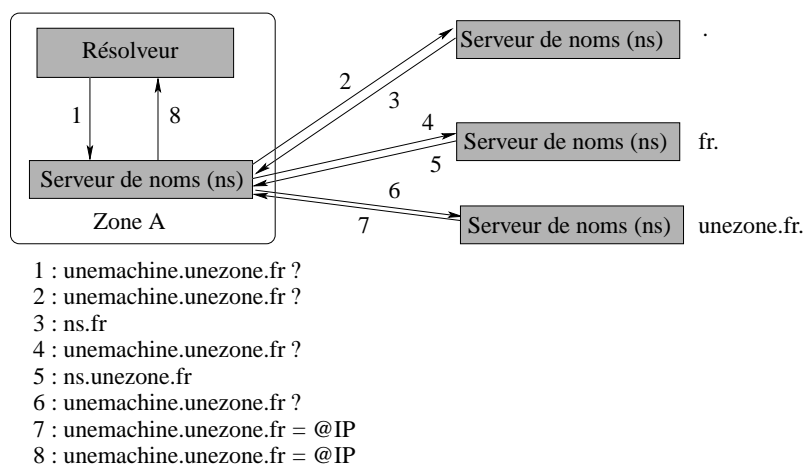 Résolveur
1
8
Serveur de noms (ns)
Zone A
2
3
Serveur de noms (ns) .
4
5
Serveur de noms (ns) fr.
6
7
Serveur de noms (ns) unezone.fr.
1 : unemachine.unezone.fr ?
2 : unemachine.unezone.fr ?
3 : ns.fr
4 : unemachine.unezone.fr ?
5 : ns.unezone.fr
6 : unemachine.unezone.fr ?
7 : unemachine.unezone.fr = @IP
8 : unemachine.unezone.fr = @IP